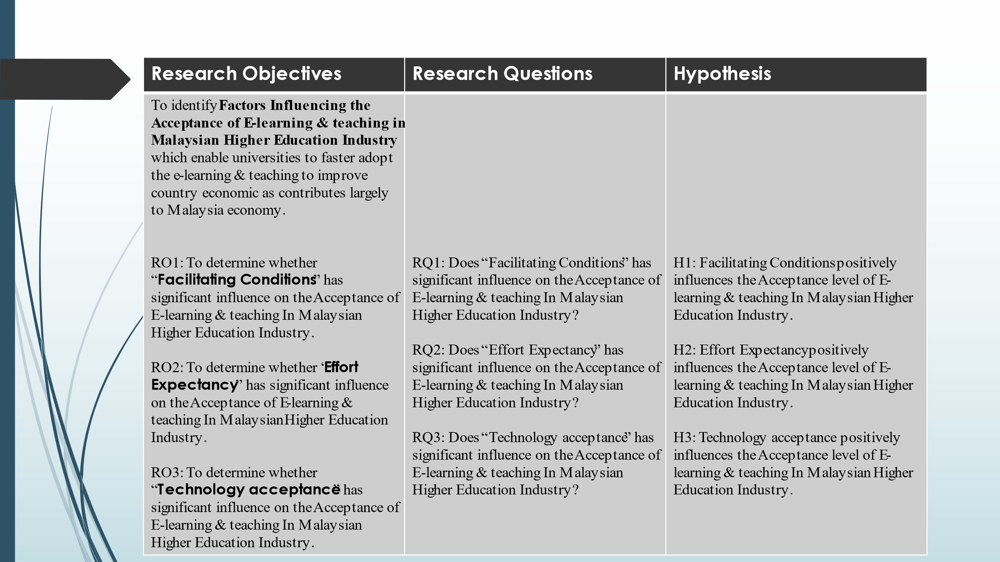 Research Objectives
Research Questions
Hypothesis
To identify Factors Influencing the
Acceptance of E-learning & teaching in
Malaysian Higher Education Industry
which enable universities to faster adopt
the e-learning & teaching to improve
country economic as contributes largely
to Malaysia economy.
RO1: To determine whether
“Facilitating Conditions” has
significant influence on the Acceptance of
E-learning & teaching In Malaysian
Higher Education Industry.
RO2: To determine whether ‘Effort
Expectancy” has significant influence
on the Acceptance of E-learning &
teaching In Malaysian Higher Education
Industry.
RO3: To determine whether
“Technology acceptance” has
significant influence on the Acceptance of
E-learning & teaching In Malaysian
Higher Education Industry.
RQ1: Does “Facilitating Conditions” has
significant influence on the Acceptance of
E-learning & teaching In Malaysian
Higher Education Industry?
RQ2: Does “Effort Expectancy” has
significant influence on the Acceptance of
E-learning & teaching In Malaysian
Higher Education Industry?
RQ3: Does “Technology acceptance” has
significant influence on the Acceptance of
E-learning & teaching In Malaysian
Higher Education Industry?
H1: Facilitating Conditions positively
influences the Acceptance level of E-
learning & teaching In Malaysian Higher
Education Industry.
H2: Effort Expectancy positively
influences the Acceptance level of E-
learning & teaching In Malaysian Higher
Education Industry.
H3: Technology acceptance positively
influences the Acceptance level of E-
learning & teaching In Malaysian Higher
Education Industry.